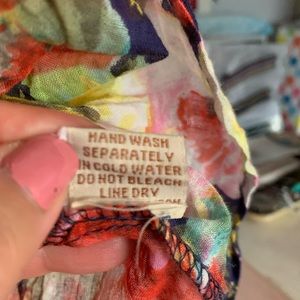 HAND WASH
SEPARATELY
IN COLD WATER
DO NOT BLEACH
LINE DRY